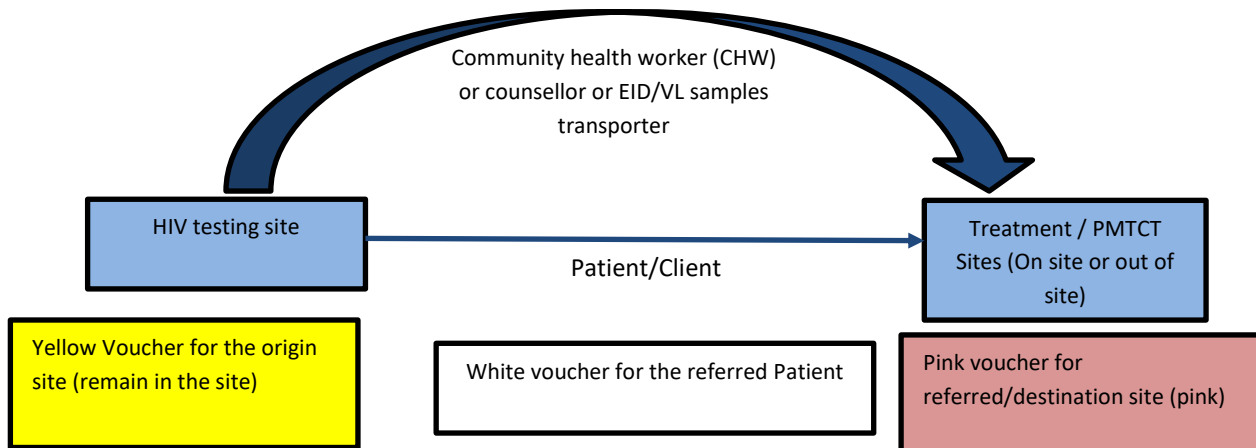 Community health worker (CHW)
or counsellor or EID/VL samples
transporter
HIV testing site
Treatment / PMTCT
Sites (On site or out of
site)
Patient/Client
Yellow Voucher for the origin
site (remain in the site)
White voucher for the referred Patient
Pink voucher for
referred/destination site (pink)